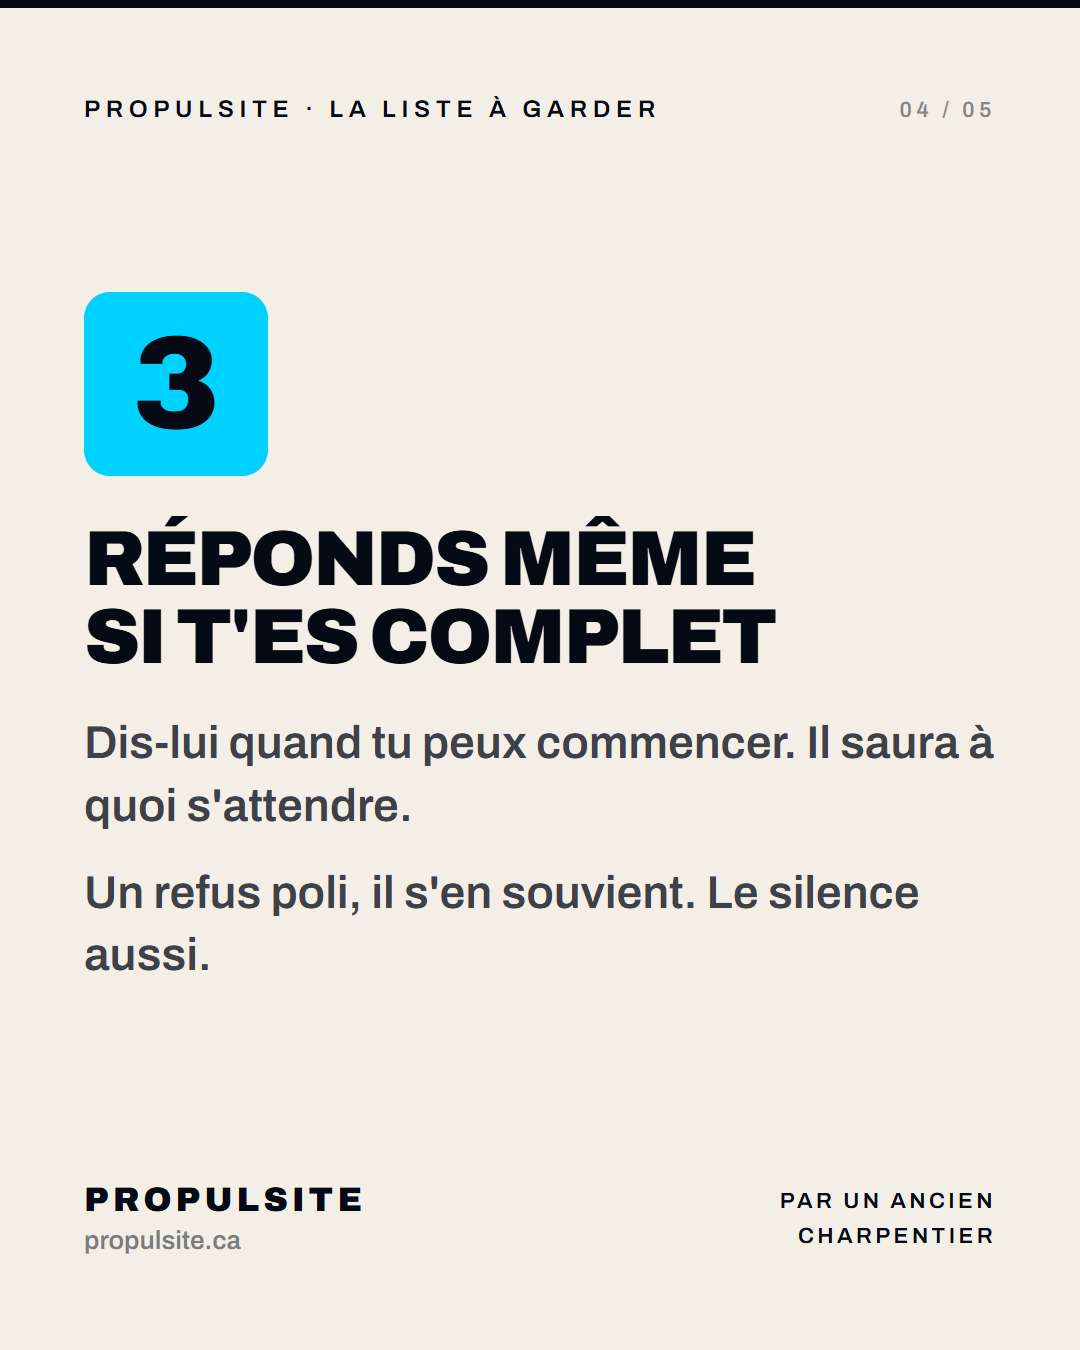 PROPULSITE · LA LISTE À GARDER
04 / 05
3
RÉPONDS MÊME
SI T'ES COMPLET
Dis-lui quand tu peux commencer. Il saura à
quoi s'attendre.
Un refus poli, il s'en souvient. Le silence
aussi.
PROPULSITE
propulsite.ca
PAR UN ANCIEN
CHARPENTIER